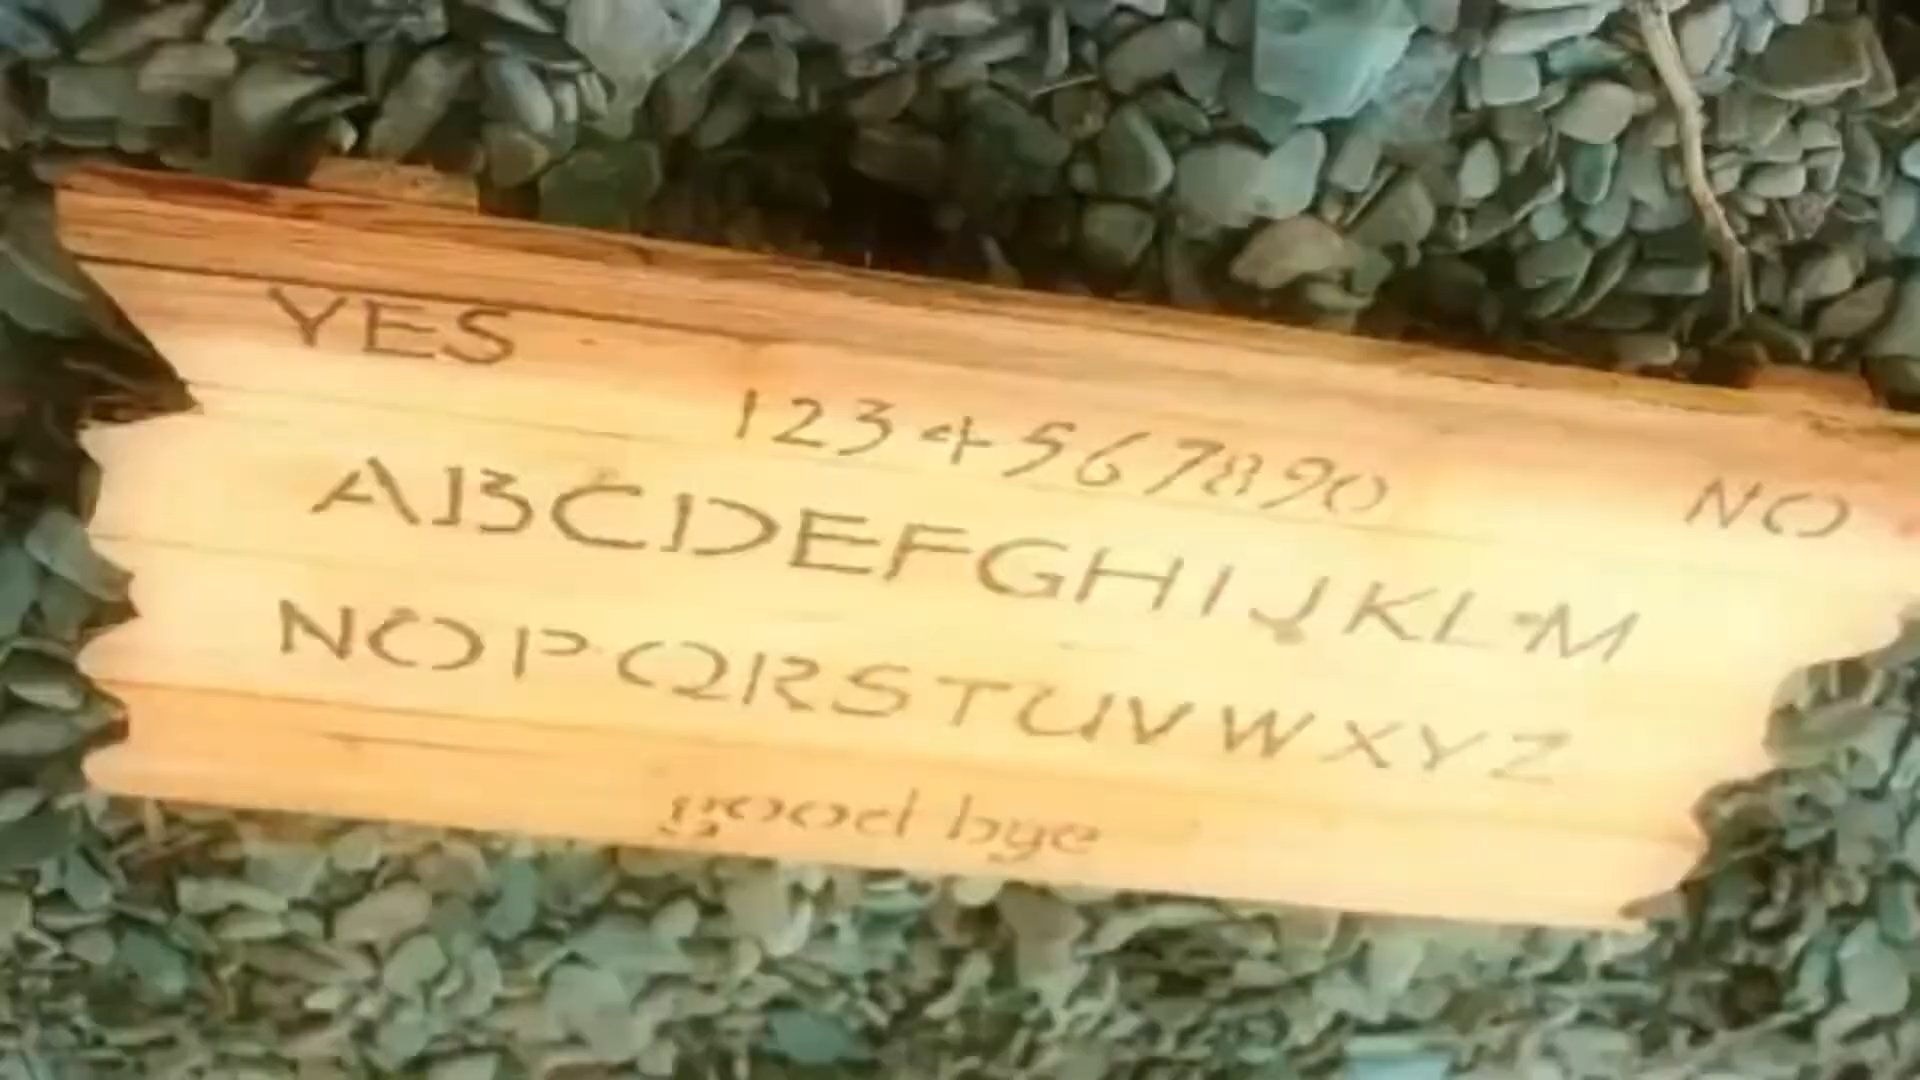 YES
1234567890
NO
ABCDEFGHIJKLM
NOPQRSTUVWXYZ
good bye